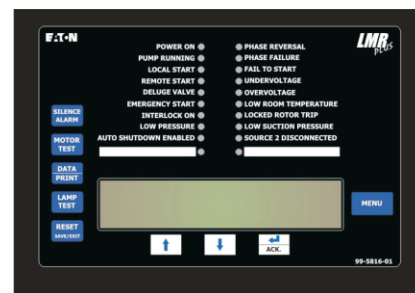 EATON
LMR
PLUS
POWER ON
PUMP RUNNING
LOCAL START
REMOTE START
DELUGE VALVE
EMERGENCY START
INTERLOCK ON
LOW PRESSURE
AUTO SHUTDOWN ENABLED
PHASE REVERSAL
PHASE FAILURE
FAIL TO START
UNDERVOLTAGE
OVERVOLTAGE
LOW ROOM TEMPERATURE
LOCKED ROTOR TRIP
LOW SUCTION PRESSURE
SOURCE 2 DISCONNECTED
SILENCE
ALARM
MOTOR
TEST
DATA
PRINT
LAMP
TEST
RESET
SAVE/EXIT
MENU
ACK.
99-5816-01